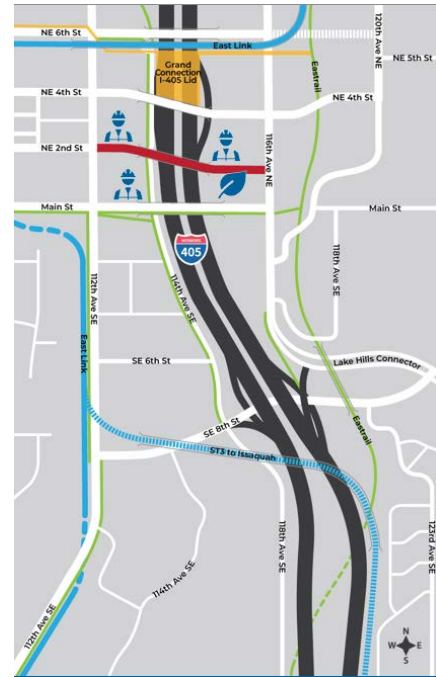 NE 6th St
East Link
120th Ave NE
Grand
Connection
I-405 Lid
Eastrail
NE 5th St
NE 4th St
NE 4th St
116th Ave NE
NE 2nd St
Main St
Main St
INTERSTATE
405
118th Ave SE
112th Ave SE
114th Ave SE
East Link
SE 6th St
Lake Hills Connector
SE 8th St
Eastrail
ST3 to Issaquah
118th Ave SE
123rd Ave SE
114th Ave SE
112th Ave SE
N
W E
S